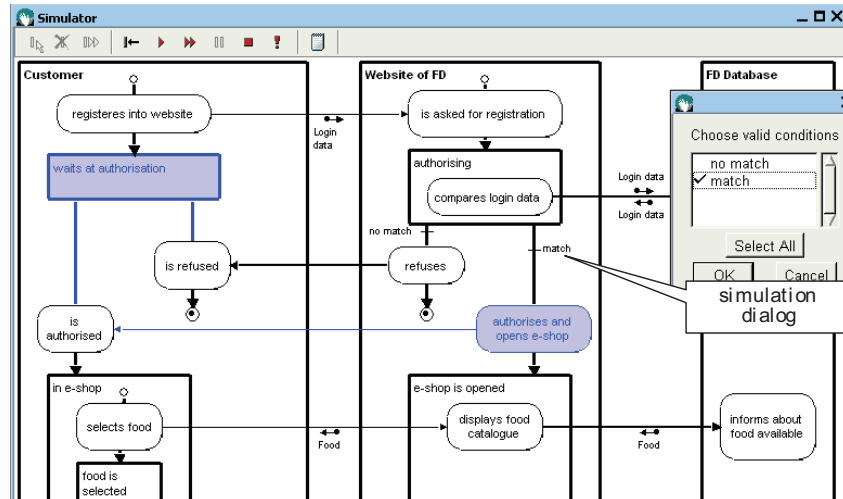 Simulator
Customer
Website of FD
FD Database
registeres into website
is asked for registration
Login
data
waits at authorisation
authorising
compares login data
Login data
Login data
Choose valid conditions
no match
match
Select All
OK
Cancel
no match
match
is refused
refuses
simulation
dialog
is
authorised
authorises and
opens e-shop
in e-shop
e-shop is opened
selects food
Food
displays food
catalogue
Food
informs about
food available
food is
selected